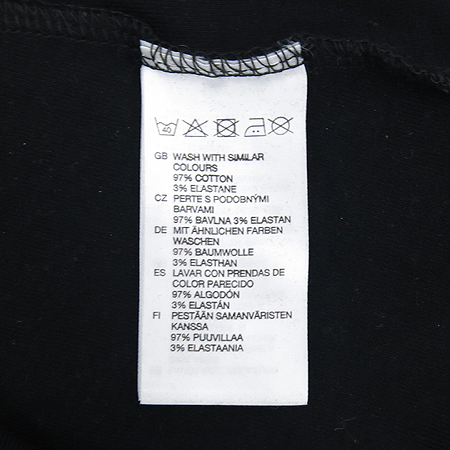 40
GB WASH WITH SIMILAR
COLOURS
97% COTTON
3% ELASTANE
CZ PERTE S PODOBNÝMI
BARVAMI
97% BAVLNA 3% ELASTAN
DE MIT ÄHNLICHEN FARBEN
WASCHEN
97% BAUMWOLLE
3% ELASTHAN
ES LAVAR CON PRENDAS DE
COLOR PARECIDO
97% ALGODÓN
3% ELASTÁN
FI PESTÄÄN SAMANVÄRISTEN
KANSSA
97% PUUVILLAA
3% ELASTAANIA